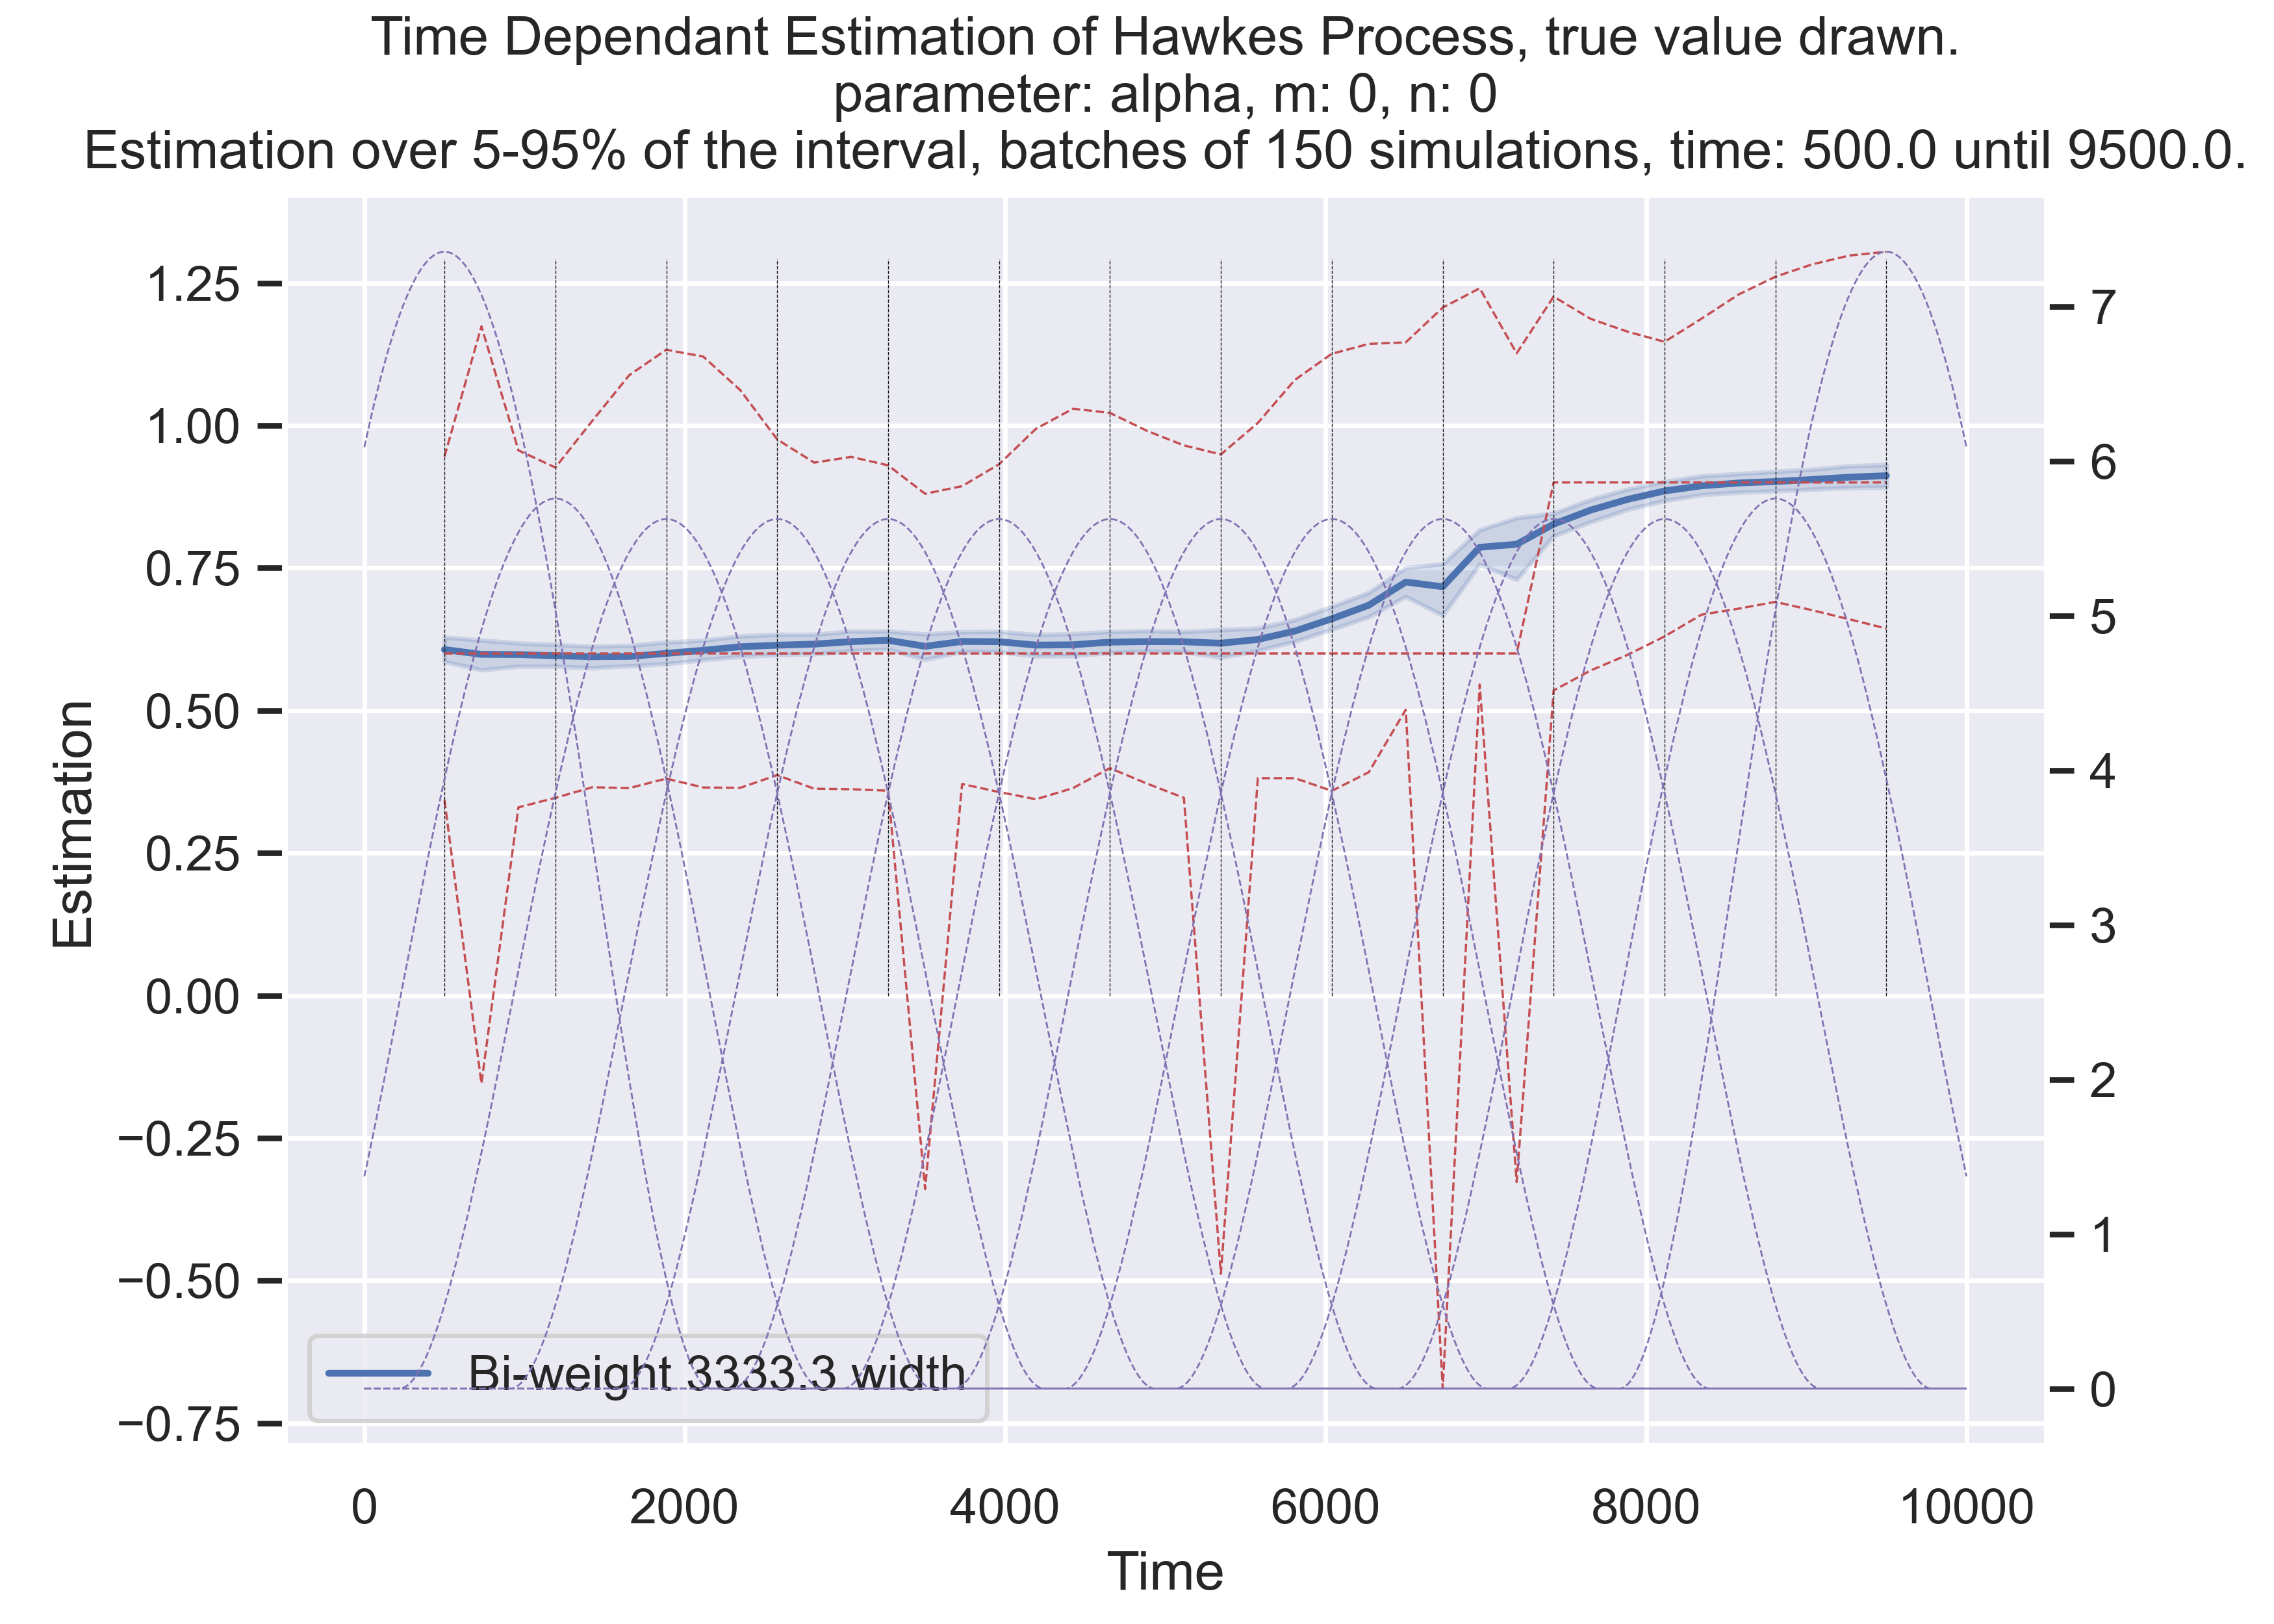 Time Dependant Estimation of Hawkes Process, true value drawn.
parameter: alpha, m: 0, n: 0
Estimation over 5-95% of the interval, batches of 150 simulations, time: 500.0 until 9500.0.
1.25
1.00
0.75
0.50
0.25
0.00
−0.25
−0.50
−0.75
Estimation
7
6
5
4
3
2
1
0
Bi-weight 3333.3 width
0 2000 4000 6000 8000 10000
Time